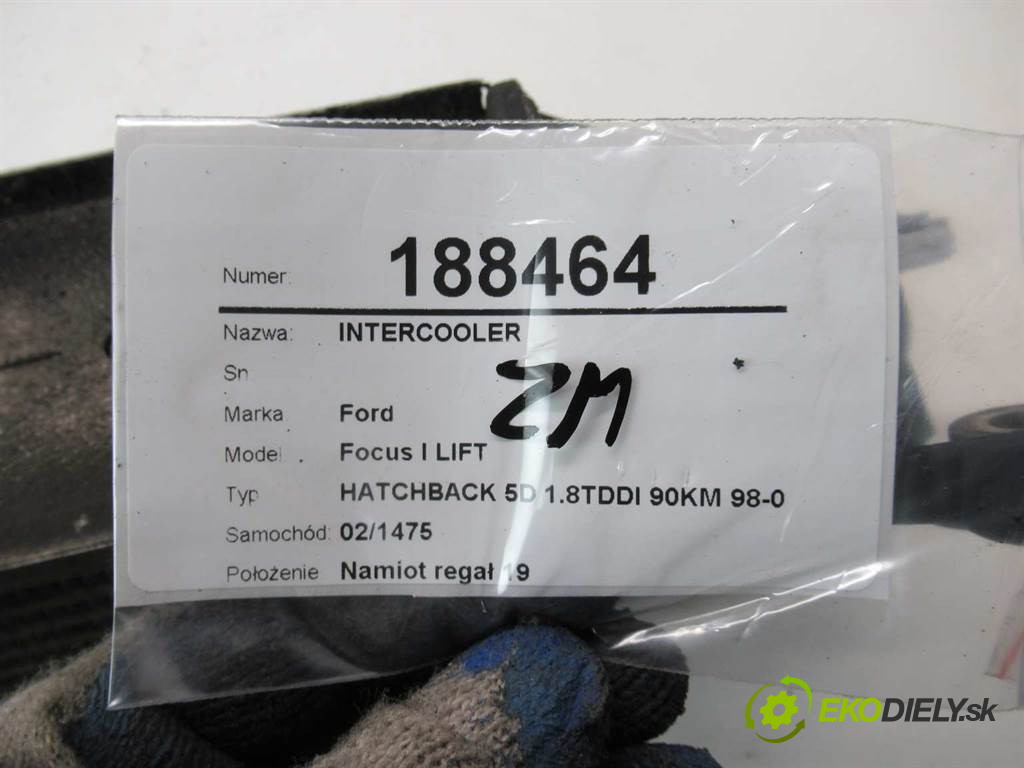 Numer: 188464
Nazwa: INTERCOOLER
Sn
ZM
Marka Ford
Model Focus I LIFT
Typ HATCHBACK 5D 1.8TDDI 90KM 98-0
Samochód: 02/1475
Położenie Namiot regał 19
EKODIELY.sk